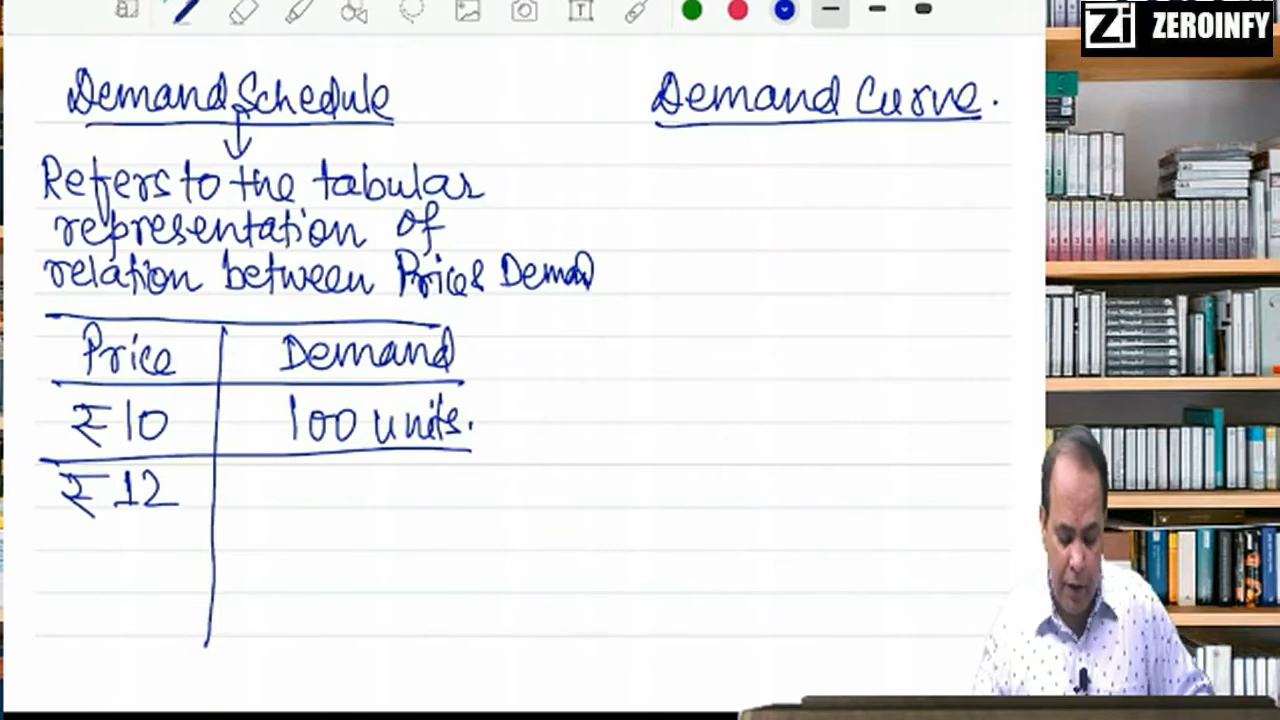 Zi ZEROINFY
Demand Schedule
Demand Curve.
Refers to the tabular
representation of
relation between Price & Demand
Price Demand
₹10 100 units.
₹12